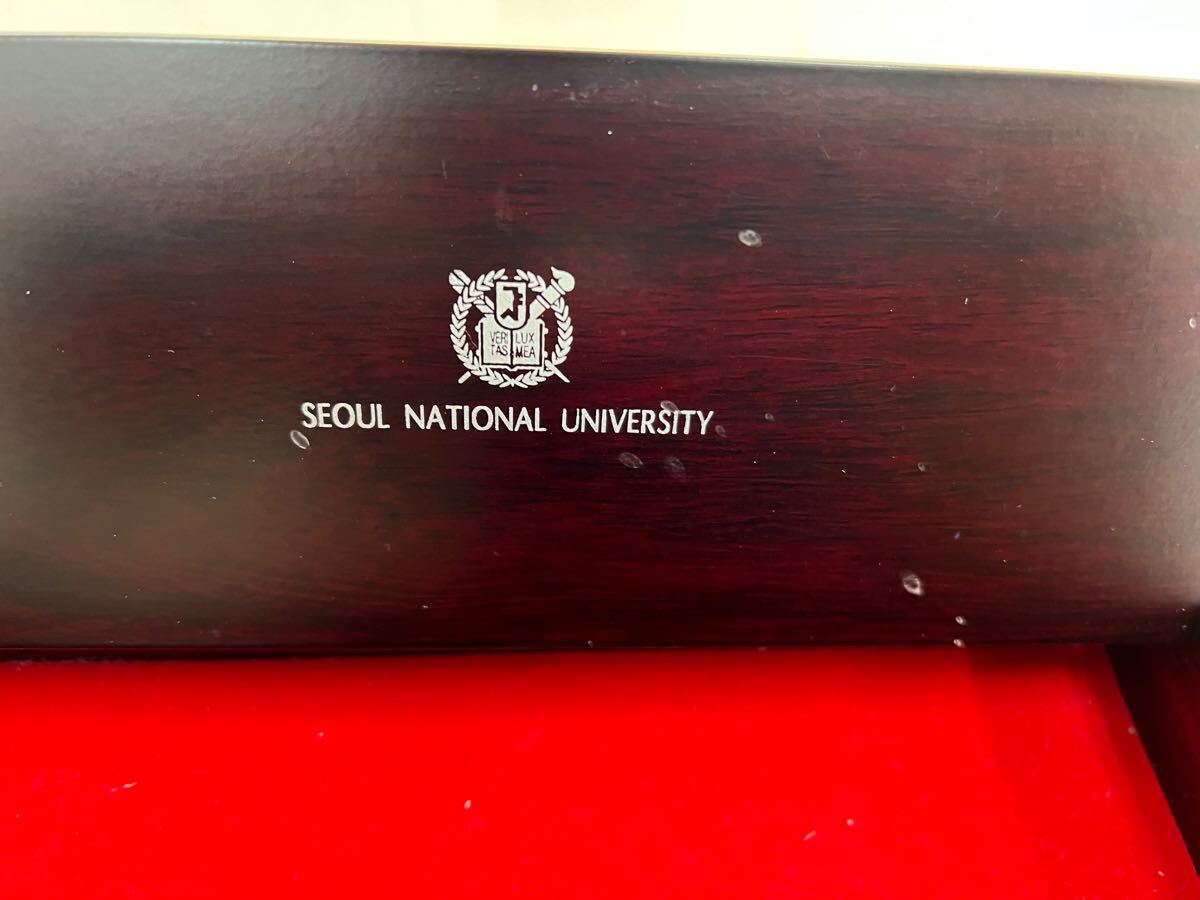 VERI LUX
TAS MEA
SEOUL NATIONAL UNIVERSITY